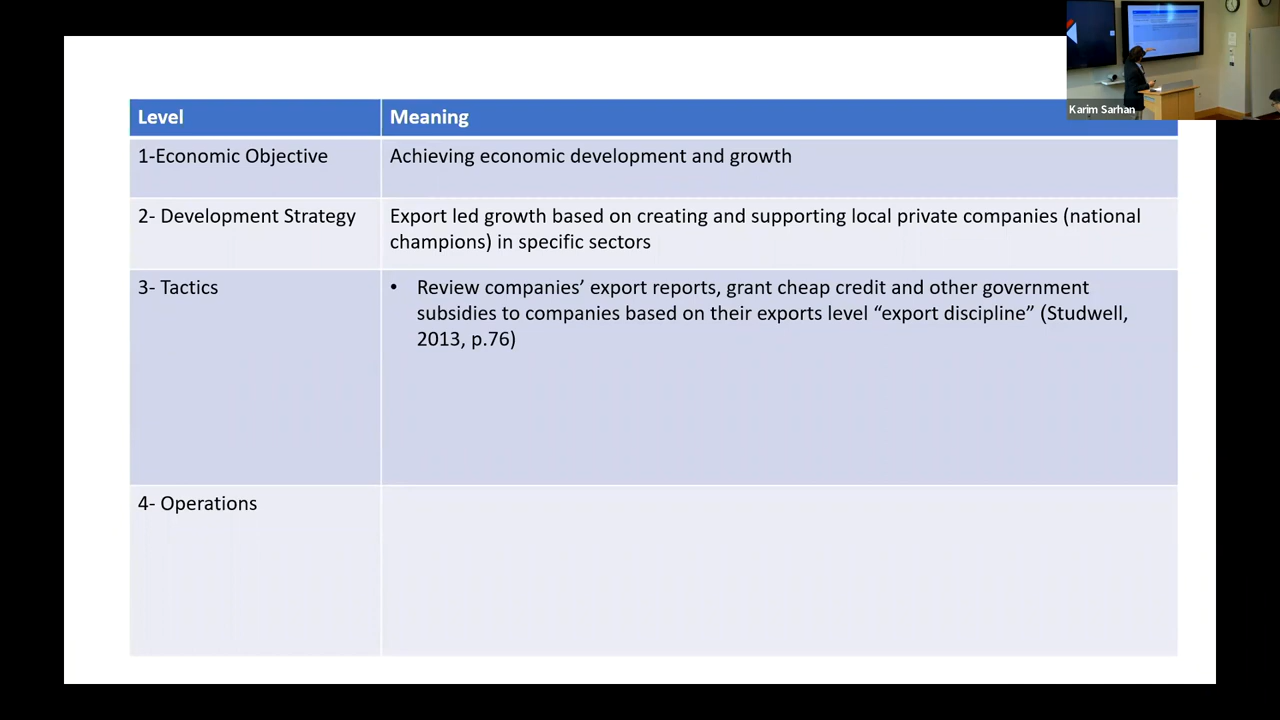 Karim Sarhan
Level
Meaning
1-Economic Objective
Achieving economic development and growth
2- Development Strategy
Export led growth based on creating and supporting local private companies (national
champions) in specific sectors
3- Tactics
• Review companies’ export reports, grant cheap credit and other government
subsidies to companies based on their exports level “export discipline” (Studwell,
2013, p.76)
4- Operations